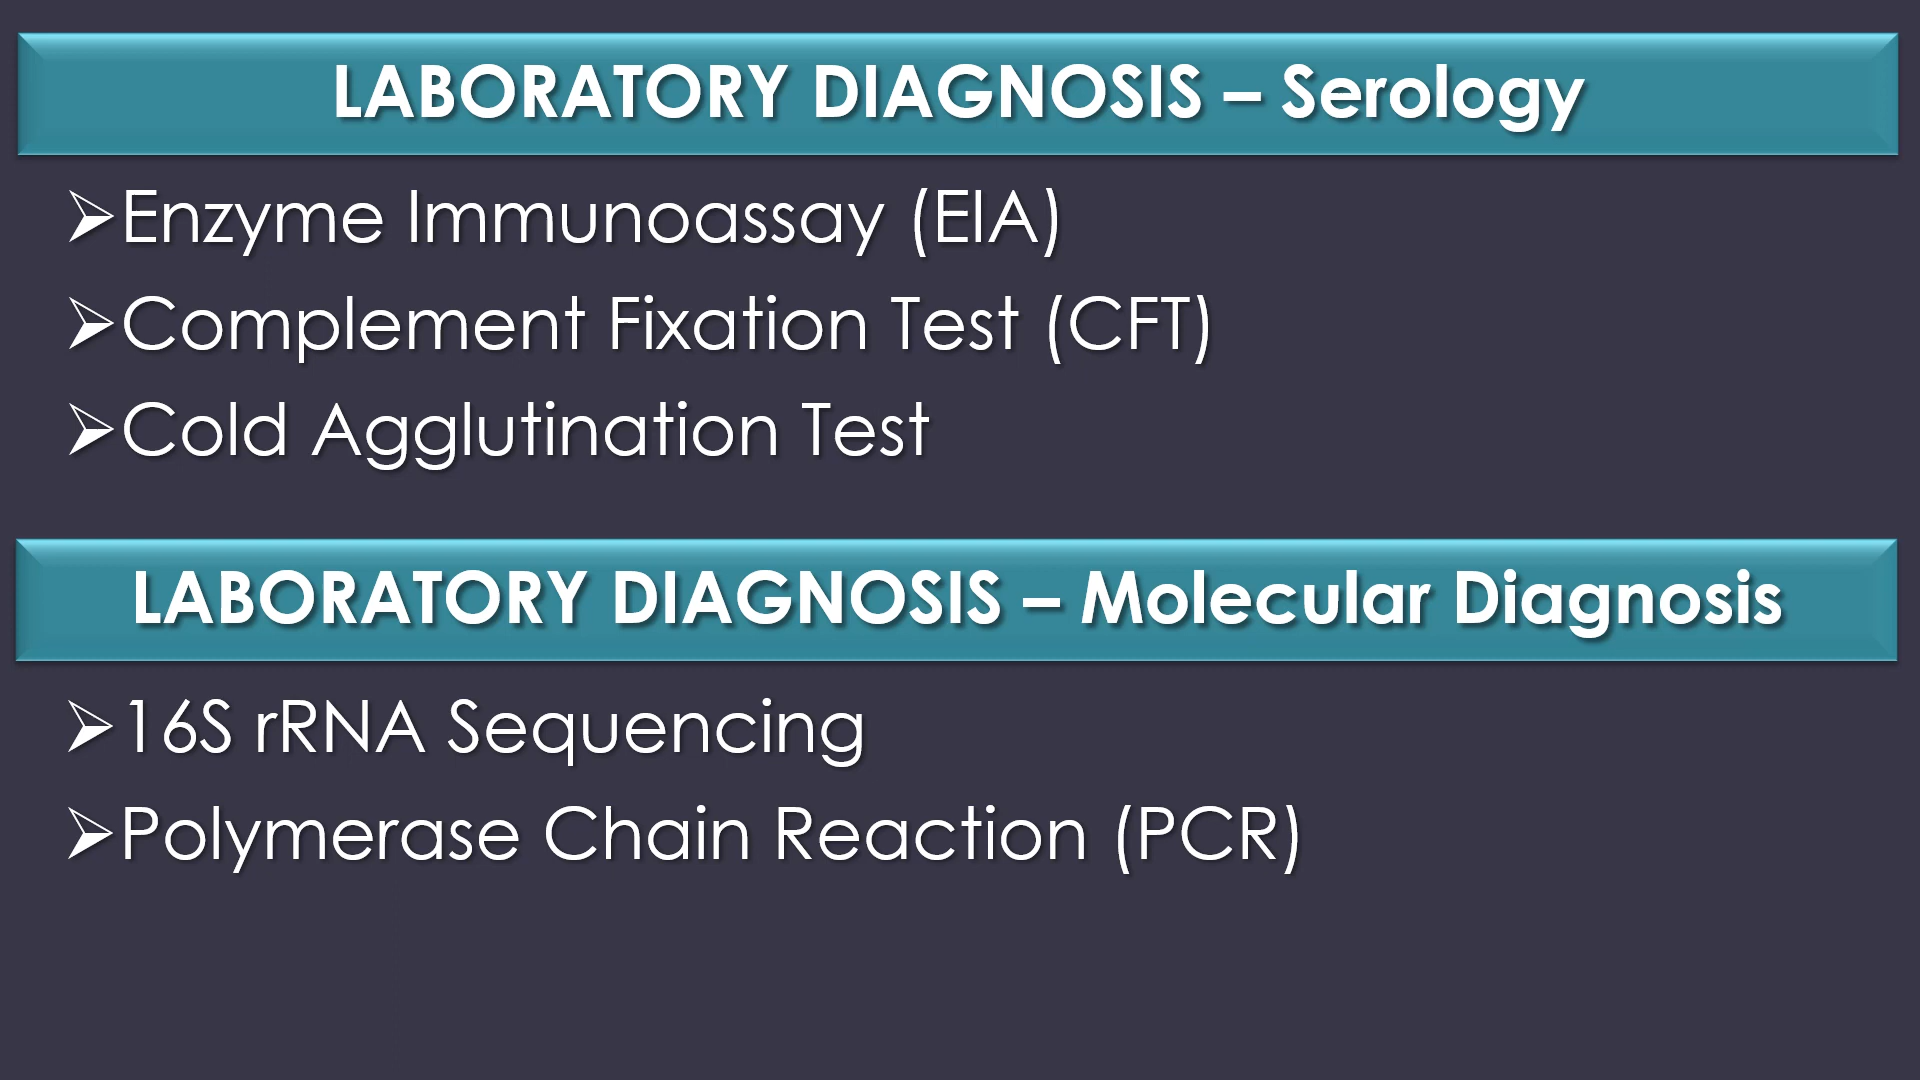 LABORATORY DIAGNOSIS – Serology
➢Enzyme Immunoassay (EIA)
➢Complement Fixation Test (CFT)
➢Cold Agglutination Test
LABORATORY DIAGNOSIS – Molecular Diagnosis
➢16S rRNA Sequencing
➢Polymerase Chain Reaction (PCR)